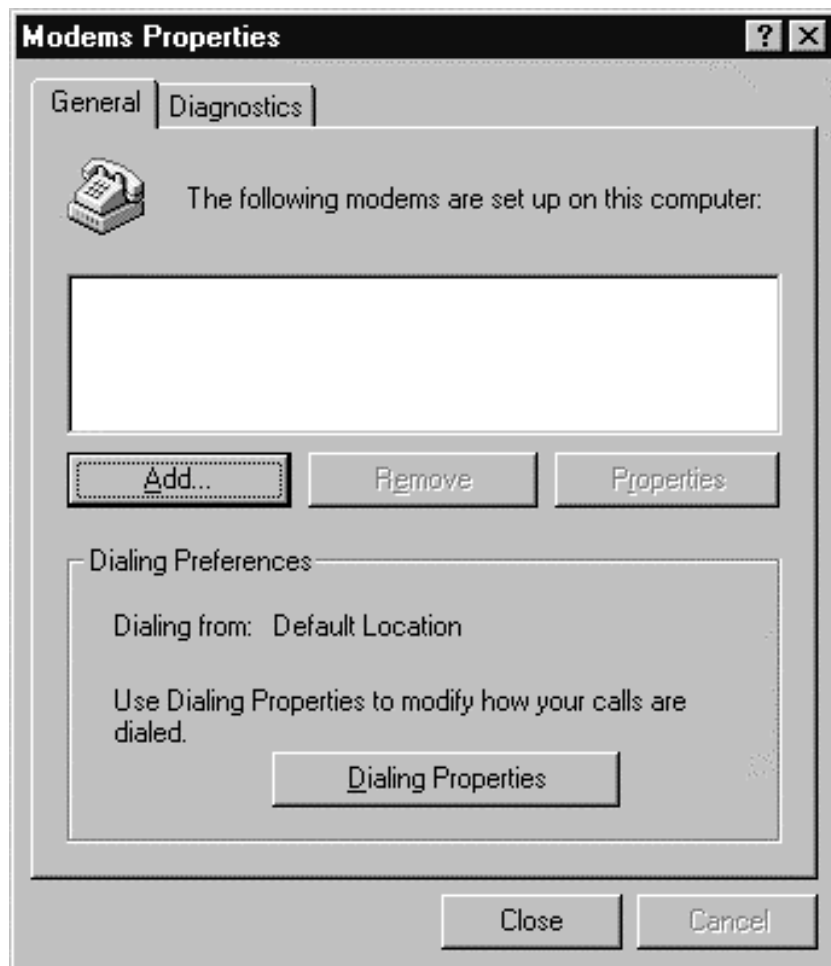 Modems Properties
General Diagnostics
The following modems are set up on this computer:
Add... Remove Properties
Dialing Preferences
Dialing from: Default Location
Use Dialing Properties to modify how your calls are
dialed.
Dialing Properties
Close Cancel